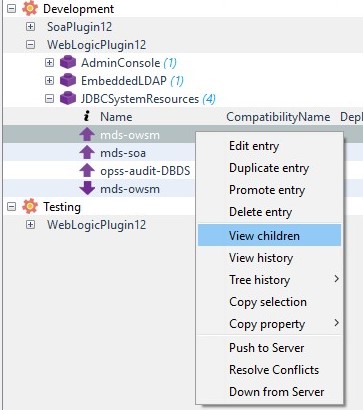 Development
SoaPlugin12
WebLogicPlugin12
AdminConsole (1)
EmbeddedLDAP (1)
JDBCSystemResources (4)
i Name CompatibilityName Depl
mds-owsm
mds-soa
opss-audit-DBDS
mds-owsm
Testing
WebLogicPlugin12
Edit entry
Duplicate entry
Promote entry
Delete entry
View children
View history
Tree history
Copy selection
Copy property
Push to Server
Resolve Conflicts
Down from Server